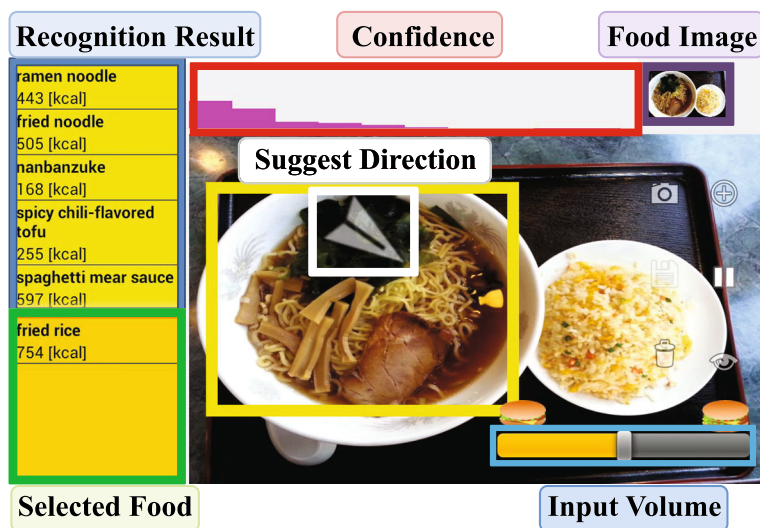 Recognition Result
Confidence
Food Image
ramen noodle
443 [kcal]
fried noodle
505 [kcal]
nanbanzuke
168 [kcal]
spicy chili-flavored
tofu
255 [kcal]
spaghetti mear sauce
597 [kcal]
Suggest Direction
fried rice
754 [kcal]
Selected Food
Input Volume